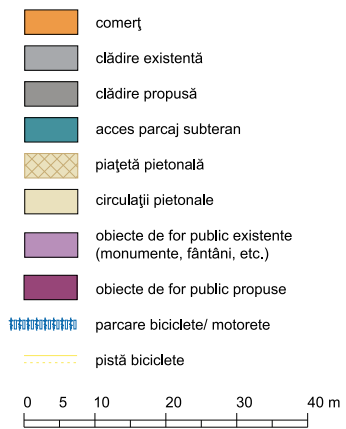 comerţ
clădire existentă
clădire propusă
acces parcaj subteran
piaţetă pietonală
circulaţii pietonale
obiecte de for public existente
(monumente, fântâni, etc.)
obiecte de for public propuse
parcare biciclete/ motorete
pistă biciclete
0 5 10 20 30 40 m